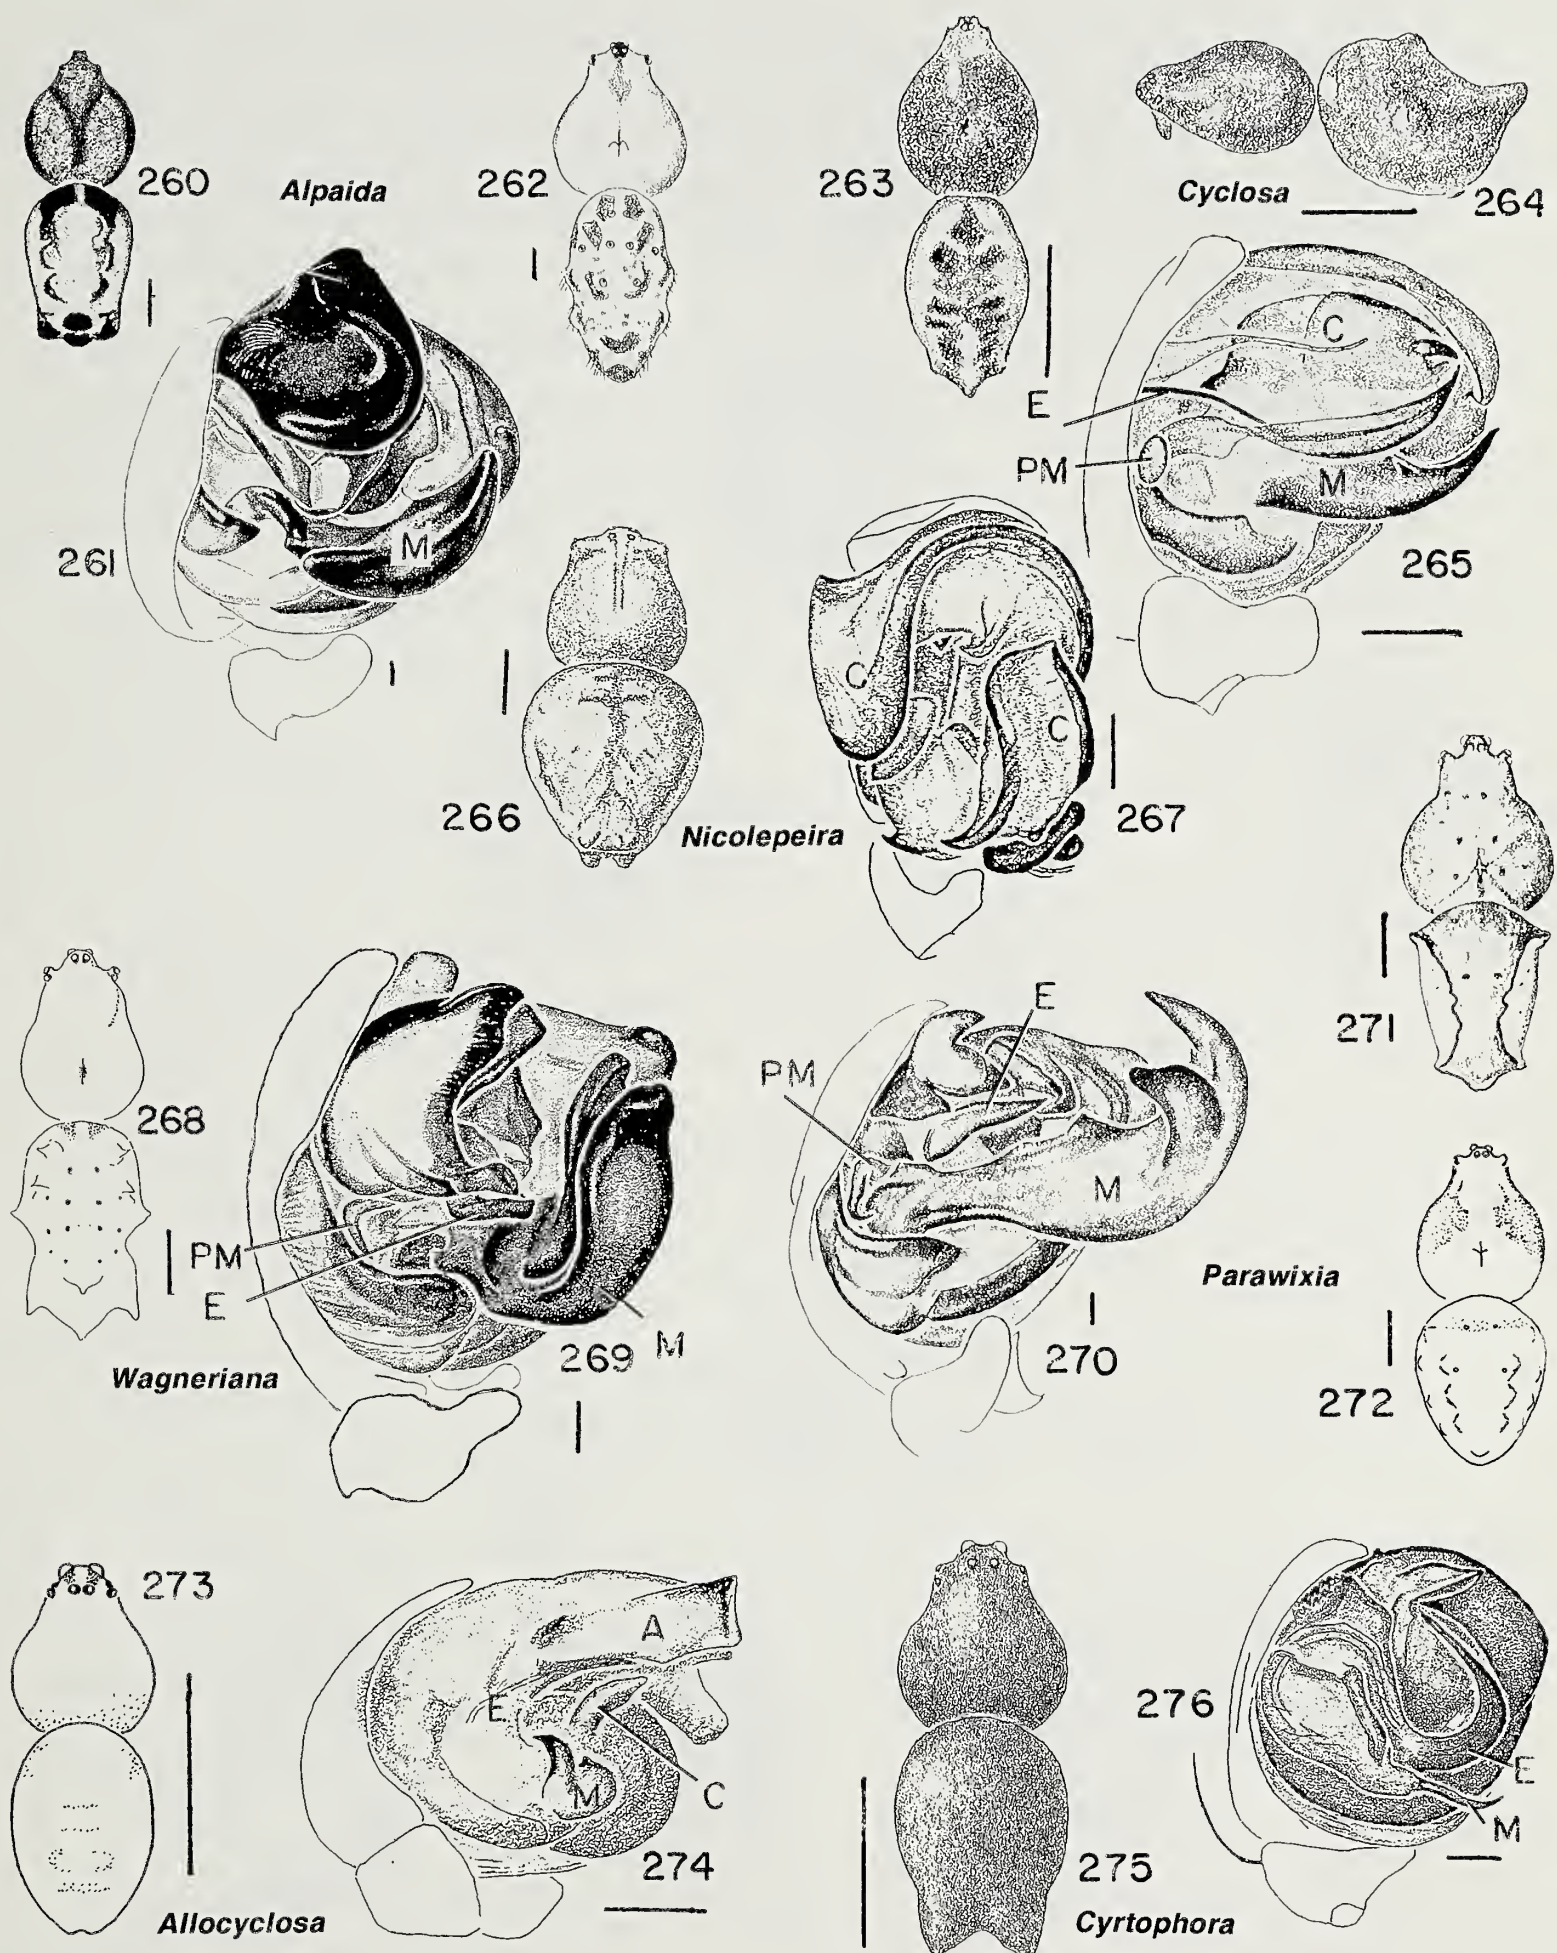 260
Alpaida
262
263
Cyclosa
264
C
E
PM
M
261
M
265
C
C
266
Nicolepeira
267
271
E
PM
268
M
PM
E
Parawixia
269
M
270
Wagneriana
272
273
A
E
276
M
C
E
M
274
275
Allocyclosa
Cyrtophora